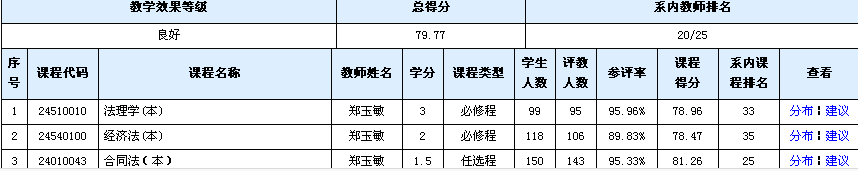 教学效果等级 总得分 系内教师排名
良好 79.77 20/25
序号 课程代码 课程名称 教师姓名 学分 课程类型 学生人数 评教人数 参评率 课程得分 系内课程排名 查看
1 24510010 法理学(本) 郑玉敏 3 必修程 99 95 95.96% 78.96 33 分布┆建议
2 24540100 经济法(本) 郑玉敏 2 必修程 118 106 89.83% 78.47 35 分布┆建议
3 24010043 合同法（本） 郑玉敏 1.5 任选程 150 143 95.33% 81.26 25 分布┆建议